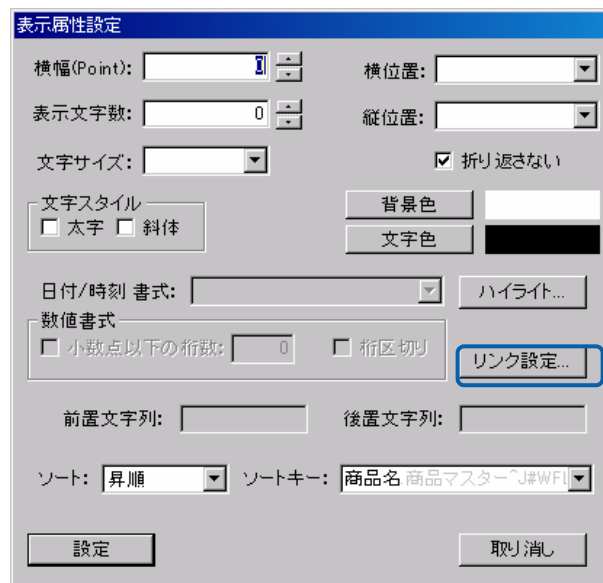 表示属性設定
横幅(Point): 0 横位置:
表示文字数: 0 縦位置:
文字サイズ: 折り返さない
文字スタイル
太字 斜体
背景色
文字色
日付/時刻 書式: ハイライト...
数値書式
小数点以下の桁数: 0 桁区切り
リンク設定...
前置文字列: 後置文字列:
ソート: 昇順 ソートキー: 商品名.商品マスター^J#WFL
設定 取り消し